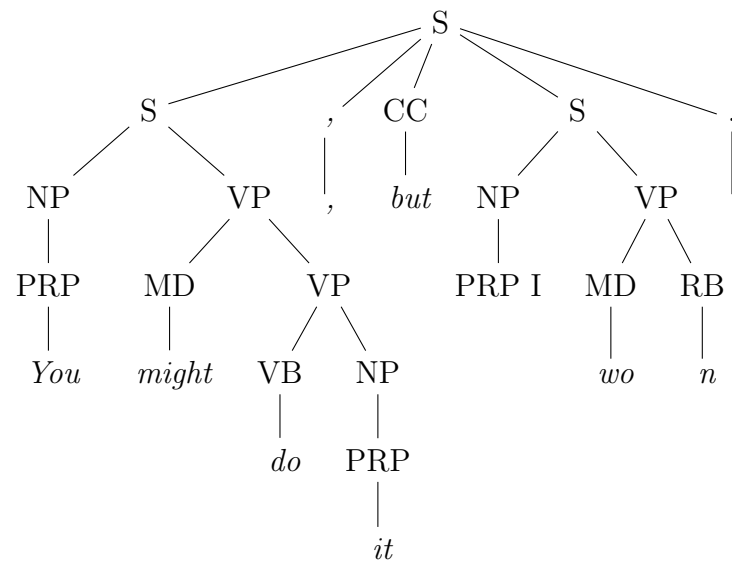 S
S , CC S .
NP VP , but NP VP
PRP MD VP PRP I MD RB
You might VB NP wo n
do PRP
it